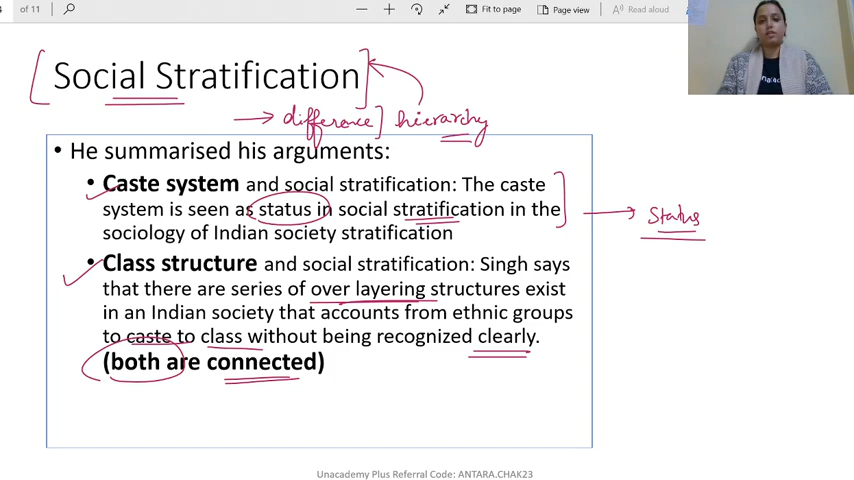 of 11
Fit to page
Page view
Read aloud
Social Stratification
difference hierarchy
• He summarised his arguments:
• Caste system and social stratification: The caste
system is seen as status in social stratification in the
sociology of Indian society stratification
Status
• Class structure and social stratification: Singh says
that there are series of over layering structures exist
in an Indian society that accounts from ethnic groups
to caste to class without being recognized clearly.
(both are connected)
Unacademy Plus Referral Code: ANTARA.CHAK23